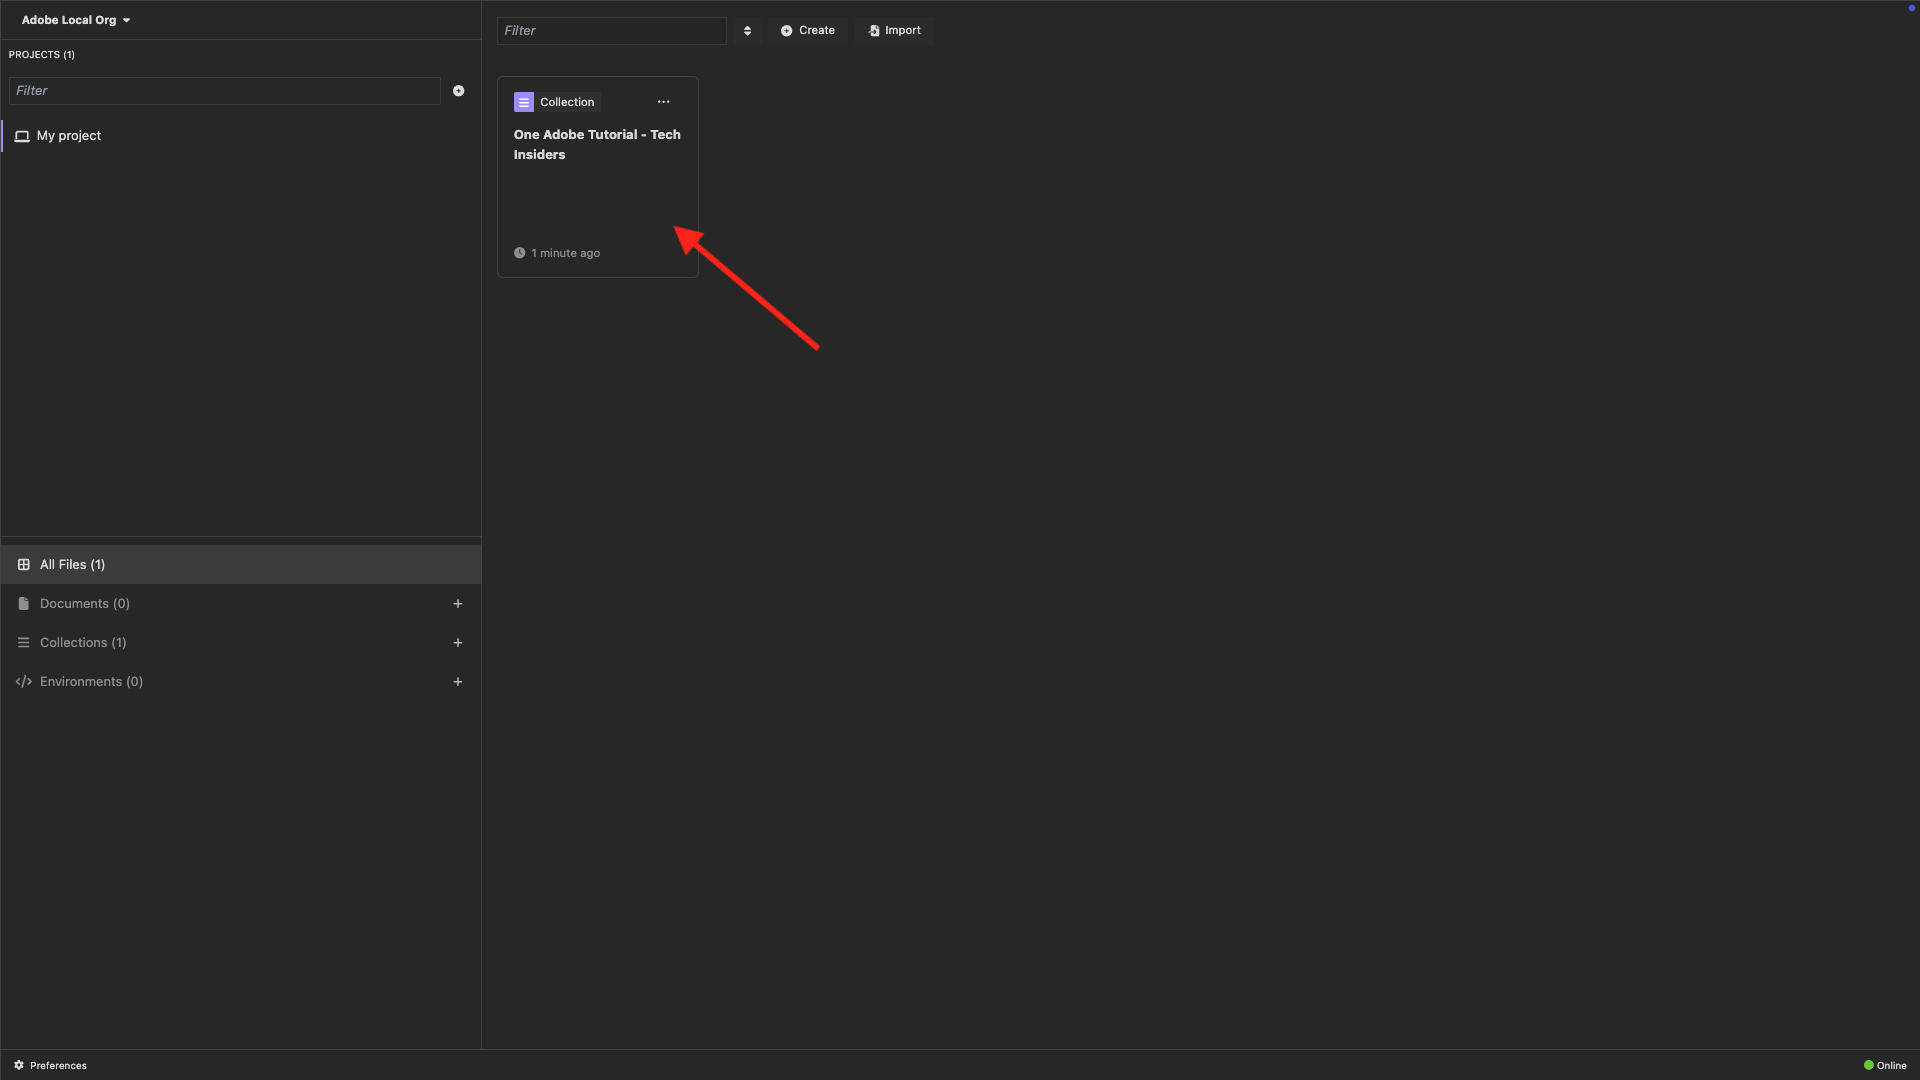 Adobe Local Org
PROJECTS (1)
Filter
My project
All Files (1)
Documents (0)
Collections (1)
Environments (0)
Preferences
Filter
Create
Import
Collection
One Adobe Tutorial - Tech
Insiders
1 minute ago
Online